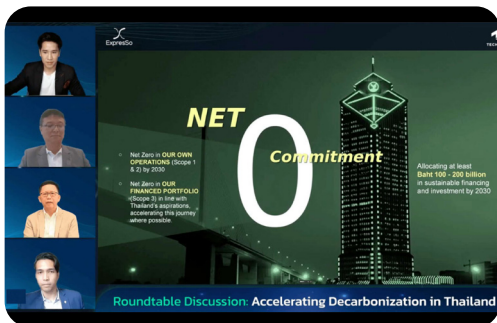 ExpresSo
TECH
NET
0
Commitment
Net Zero in OUR OWN
OPERATIONS (Scope 1
& 2) by 2030
Net Zero in OUR
FINANCED PORTFOLIO
(Scope 3) in line with
Thailand's aspirations,
accelerating this journey
where possible
Allocating at least
Baht 100 - 200 billion
in sustainable financing
and investment by 2030
Roundtable Discussion: Accelerating Decarbonization in Thailand